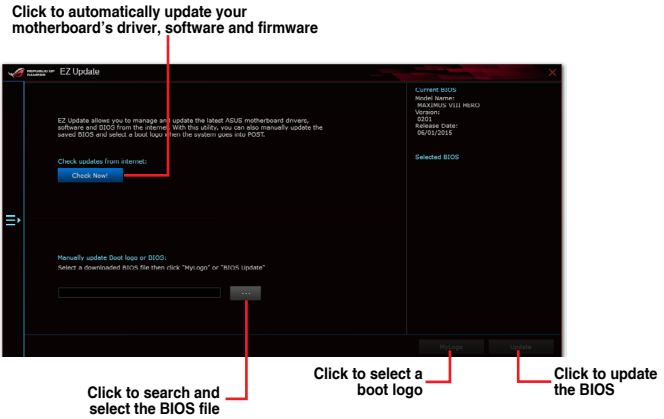 Click to automatically update your
motherboard's driver, software and firmware
REPUBLIC OF
GAMERS
EZ Update
EZ Update allows you to manage and update the latest ASUS motherboard drivers,
software and BIOS from the internet. With this utility, you can also manually update the
saved BIOS and select a boot logo when the system goes into POST.
Check updates from internet:
Check Now!
Manually update Boot logo or BIOS:
Select a downloaded BIOS file then click "MyLogo" or "BIOS Update"
...
Current BIOS
Model Name:
MAXIMUS VIII HERO
Version:
0201
Release Date:
06/01/2015
Selected BIOS
MyLogo
Update
Click to search and
select the BIOS file
Click to select a
boot logo
Click to update
the BIOS